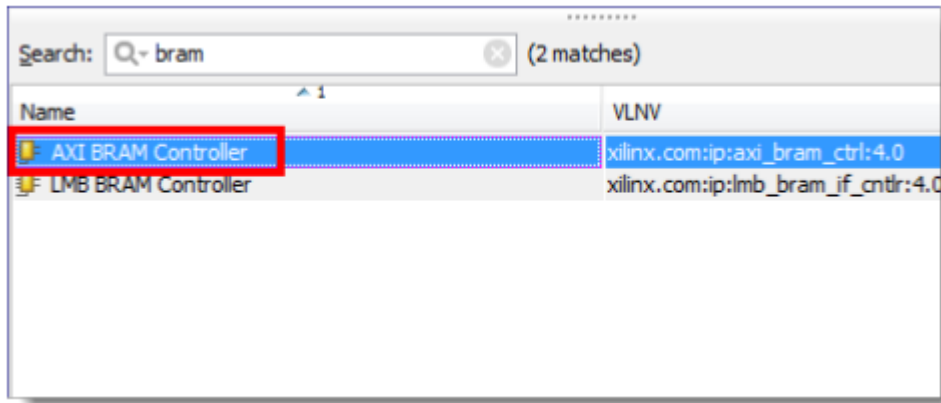 Search: bram (2 matches)
Name 1 VLNV
AXI BRAM Controller xilinx.com:ip:axi_bram_ctrl:4.0
LMB BRAM Controller xilinx.com:ip:lmb_bram_if_cntlr:4.0